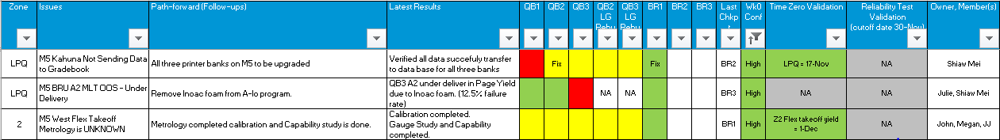 Zone Issues Path-forward (Follow-ups) Latest Results QB1 QB2 QB3 QB2 LG Rebu QB3 LG Rebu BR1 BR2 BR3 Last Chkp t Wk0 Conf Time Zero Validation Reliability Test Validation (cutoff date 30-Nov) Owner, Member(s)
LPQ
M5 Kahuna Not Sending Data
to Gradebook
All three printer banks on M5 to be upgraded
Verified all data succefuly transfer
to data base for all three banks
Fix
Fix
BR2
High
LPQ = 17-Nov
NA
Shiaw Mei
LPQ
M5 BRU A2 MLT OOS - Under
Delivery
Remove Inoac foam from A-lo program.
QB3 A2 under deliver in Page Yield
due to Inoac foam. (12.5% failure
rate)
NA
NA
BR3
High
NA
NA
Julie, Shiaw Mei
2
M5 West Flex Takeoff
Metrology is UNKNOWN
Metrology completed calibration and Capability study is done.
Calibration completed.
Gauge Study and Capability
completed.
BR1
High
Z2 Flex takeoff yield
= 1-Dec
NA
John, Megan, JJ